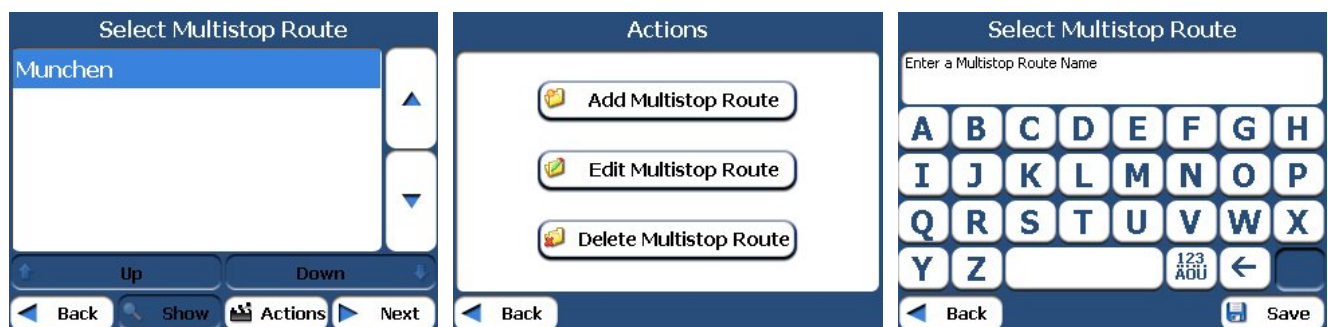 Select Multistop Route
Munchen
Up Down
Back Show Actions Next
Actions
Add Multistop Route
Edit Multistop Route
Delete Multistop Route
Back
Select Multistop Route
Enter a Multistop Route Name
A B C D E F G H
I J K L M N O P
Q R S T U V W X
Y Z 123 ÄÖÜ ←
Back Save